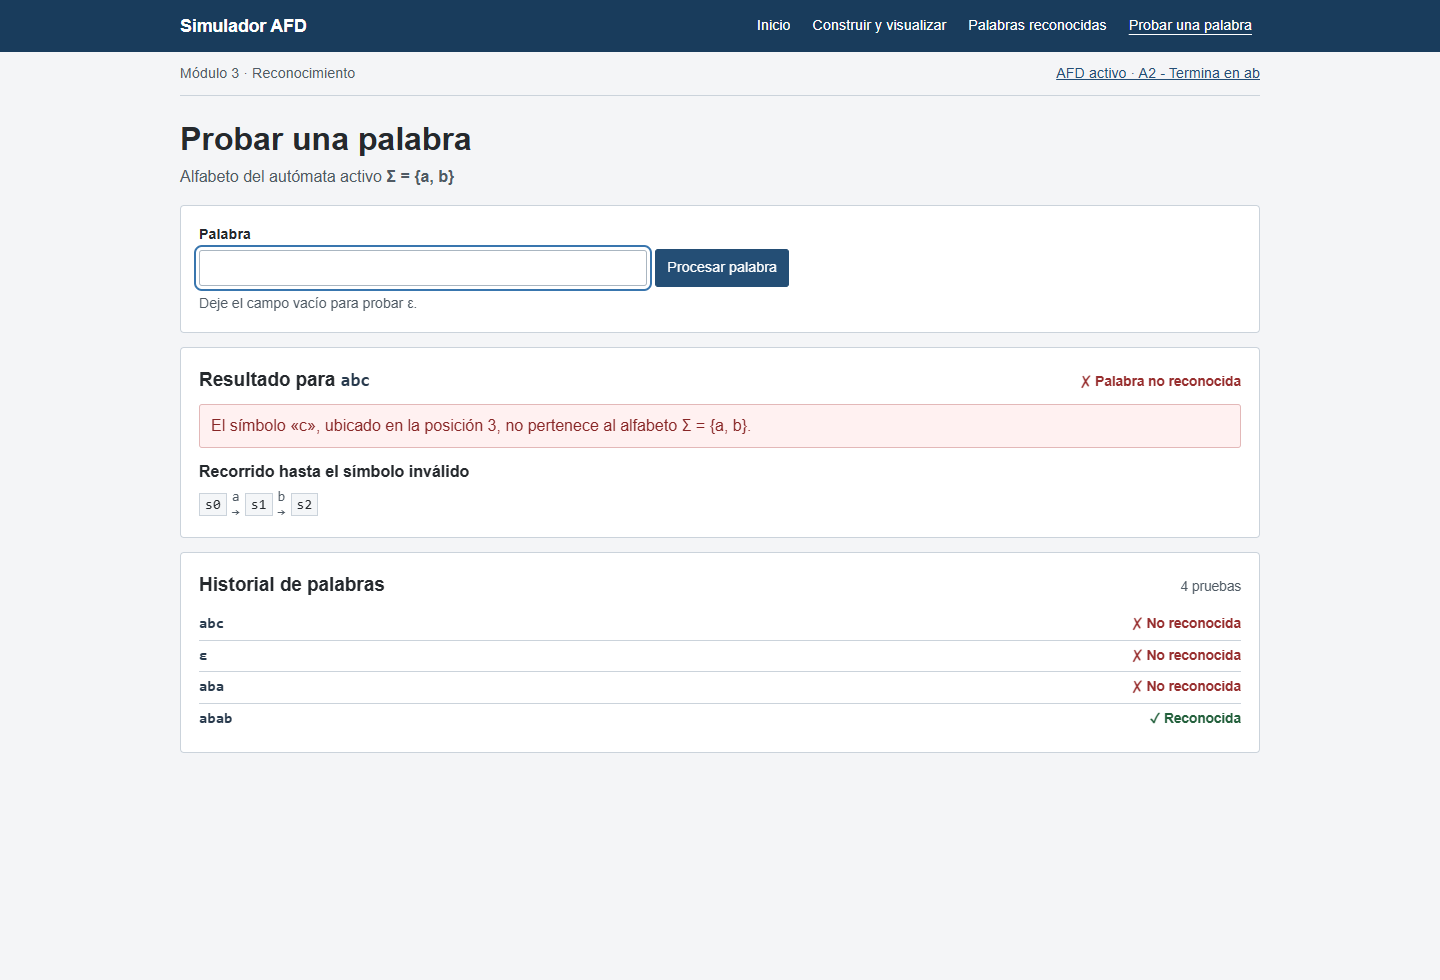 Simulador AFD
Inicio Construir y visualizar Palabras reconocidas Probar una palabra
Módulo 3 · Reconocimiento
AFD activo · A2 - Termina en ab
Probar una palabra
Alfabeto del autómata activo Σ = {a, b}
Palabra
Procesar palabra
Deje el campo vacío para probar ε.
Resultado para abc
✗ Palabra no reconocida
El símbolo «c», ubicado en la posición 3, no pertenece al alfabeto Σ = {a, b}.
Recorrido hasta el símbolo inválido
s0 a → s1 b → s2
Historial de palabras
4 pruebas
abc ✗ No reconocida
ε ✗ No reconocida
aba ✗ No reconocida
abab ✓ Reconocida